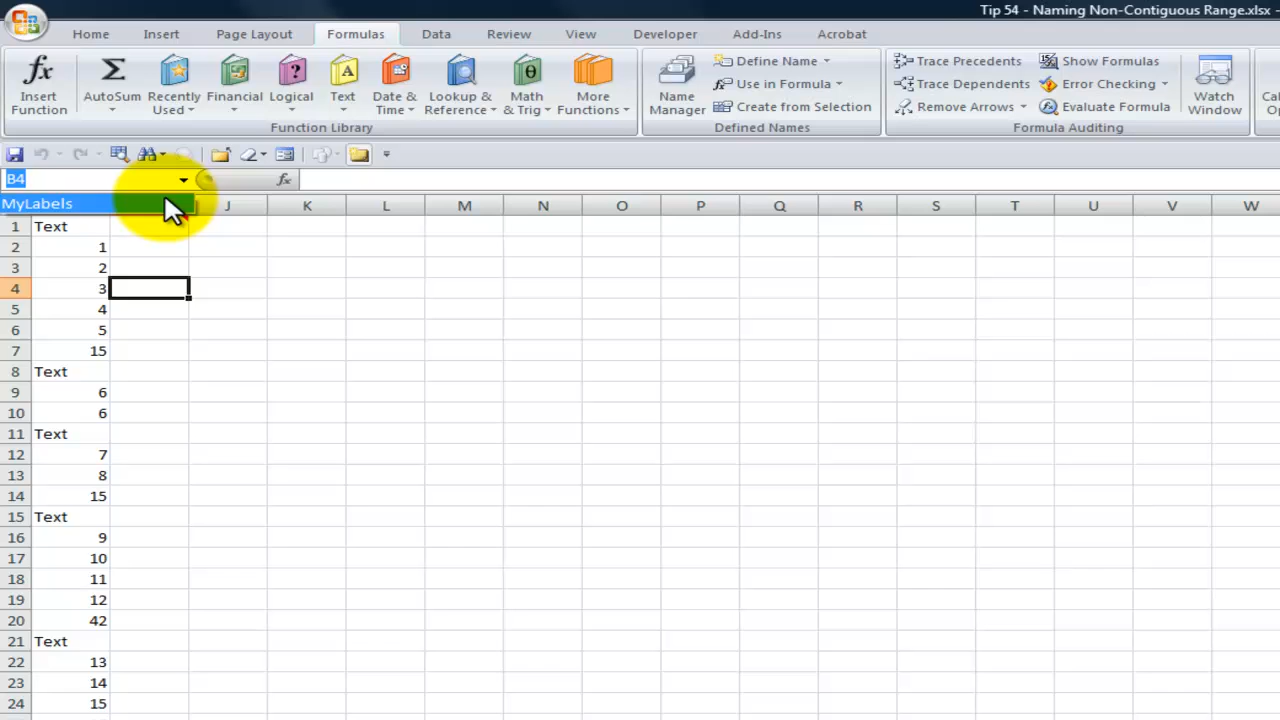 Tip 54 - Naming Non-Contiguous Range.xlsx -
Home Insert Page Layout Formulas Data Review View Developer Add-Ins Acrobat
fx Insert Function
Σ AutoSum
Recently Used
Financial
? Logical
A Text
Date & Time
Lookup & Reference
θ Math & Trig
More Functions
Function Library
Name Manager
Define Name
fx Use in Formula
Create from Selection
Defined Names
Trace Precedents
Trace Dependents
Remove Arrows
Show Formulas
Error Checking
fx Evaluate Formula
Formula Auditing
Watch Window
B4 fx
MyLabels J K L M N O P Q R S T U V W
1 Text
2 1
3 2
4 3
5 4
6 5
7 15
8 Text
9 6
10 6
11 Text
12 7
13 8
14 15
15 Text
16 9
17 10
18 11
19 12
20 42
21 Text
22 13
23 14
24 15